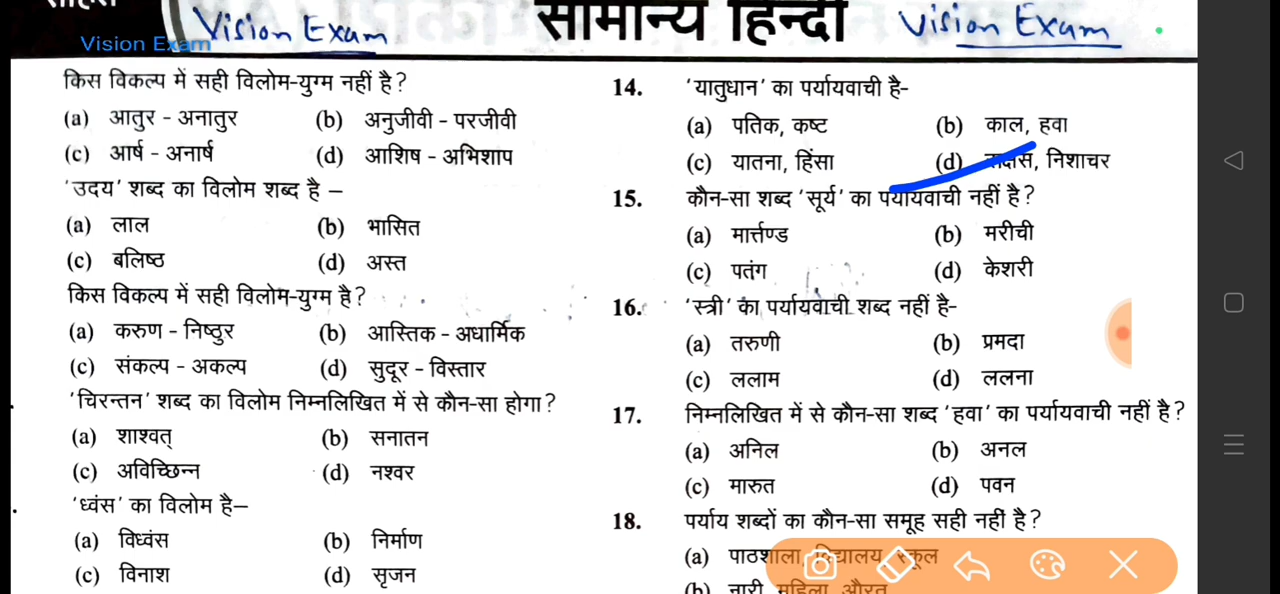 Vision Exam
सामान्य हिन्दी
Vision Exam
Vision Exam
किस विकल्प में सही विलोम-युग्म नहीं है?
(a) आतुर - अनातुर (b) अनुजीवी - परजीवी
(c) आर्ष - अनार्ष (d) आशिष - अभिशाप
'उदय' शब्द का विलोम शब्द है –
(a) लाल (b) भासित
(c) बलिष्ठ (d) अस्त
किस विकल्प में सही विलोम-युग्म है?
(a) करुण - निष्ठुर (b) आस्तिक - अधार्मिक
(c) संकल्प - अकल्प (d) सुदूर - विस्तार
'चिरन्तन' शब्द का विलोम निम्नलिखित में से कौन-सा होगा?
(a) शाश्वत् (b) सनातन
(c) अविच्छिन्न (d) नश्वर
'ध्वंस' का विलोम है–
(a) विध्वंस (b) निर्माण
(c) विनाश (d) सृजन
14. 'यातुधान' का पर्यायवाची है-
(a) पतिक, कष्ट (b) काल, हवा
(c) यातना, हिंसा (d) राक्षस, निशाचर
15. कौन-सा शब्द 'सूर्य' का पर्यायवाची नहीं है?
(a) मार्त्तण्ड (b) मरीची
(c) पतंग (d) केशरी
16. 'स्त्री' का पर्यायवाची शब्द नहीं है-
(a) तरुणी (b) प्रमदा
(c) ललाम (d) ललना
17. निम्नलिखित में से कौन-सा शब्द 'हवा' का पर्यायवाची नहीं है?
(a) अनिल (b) अनल
(c) मारुत (d) पवन
18. पर्याय शब्दों का कौन-सा समूह सही नहीं है?
(a) पाठशाला, विद्यालय, स्कूल
(b) नारी, महिला, औरत